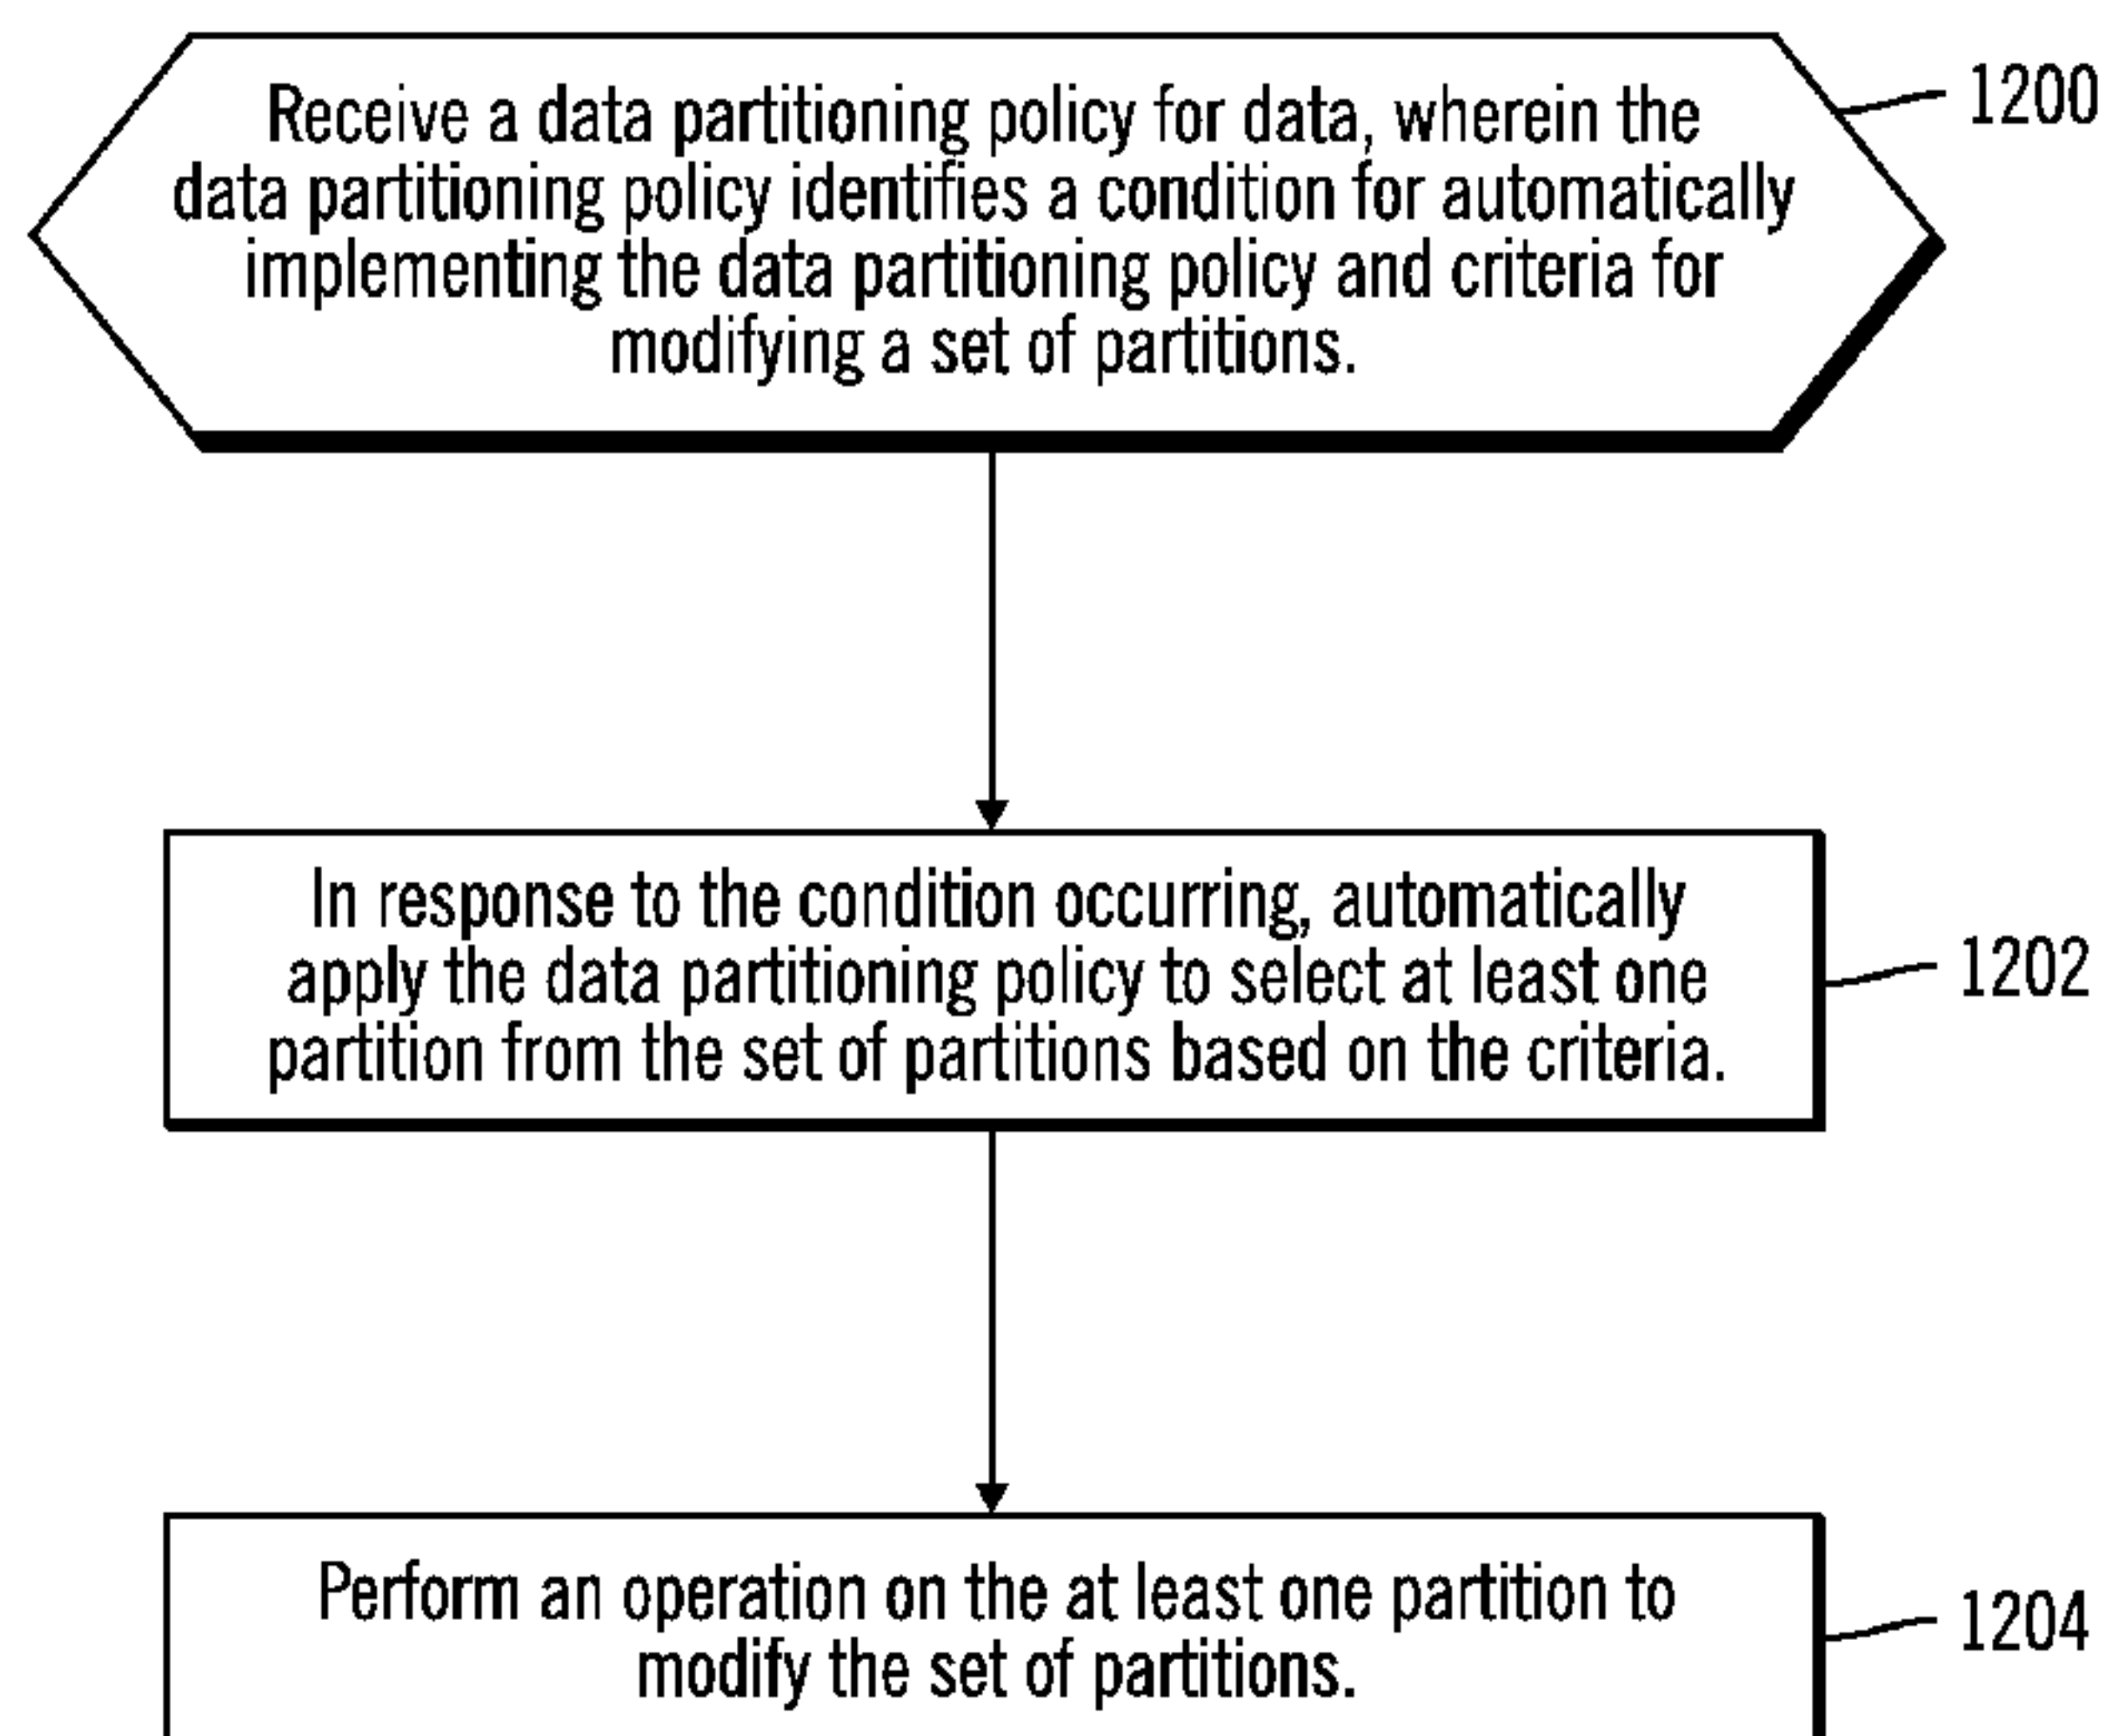 Receive a data partitioning policy for data, wherein the
data partitioning policy identifies a condition for automatically
implementing the data partitioning policy and criteria for
modifying a set of partitions.
1200
In response to the condition occurring, automatically
apply the data partitioning policy to select at least one
partition from the set of partitions based on the criteria.
1202
Perform an operation on the at least one partition to
modify the set of partitions.
1204